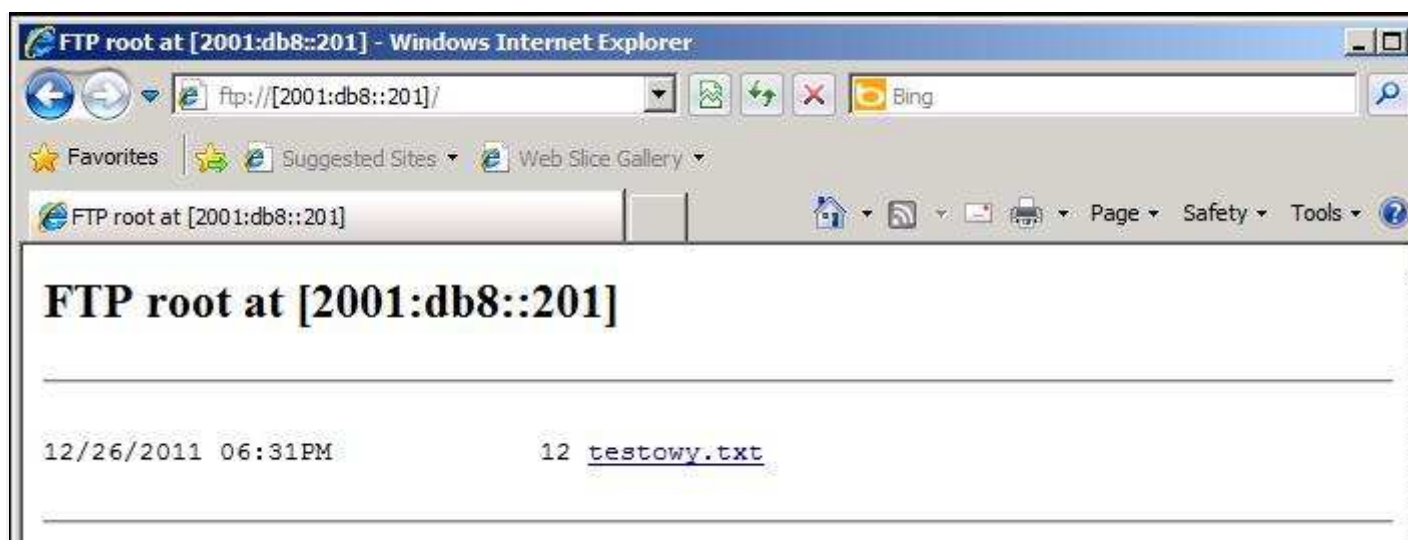 FTP root at [2001:db8::201] - Windows Internet Explorer
ftp://[2001:db8::201]/ Bing
Favorites Suggested Sites Web Slice Gallery
FTP root at [2001:db8::201] Page Safety Tools
FTP root at [2001:db8::201]
12/26/2011 06:31PM 12 testowy.txt